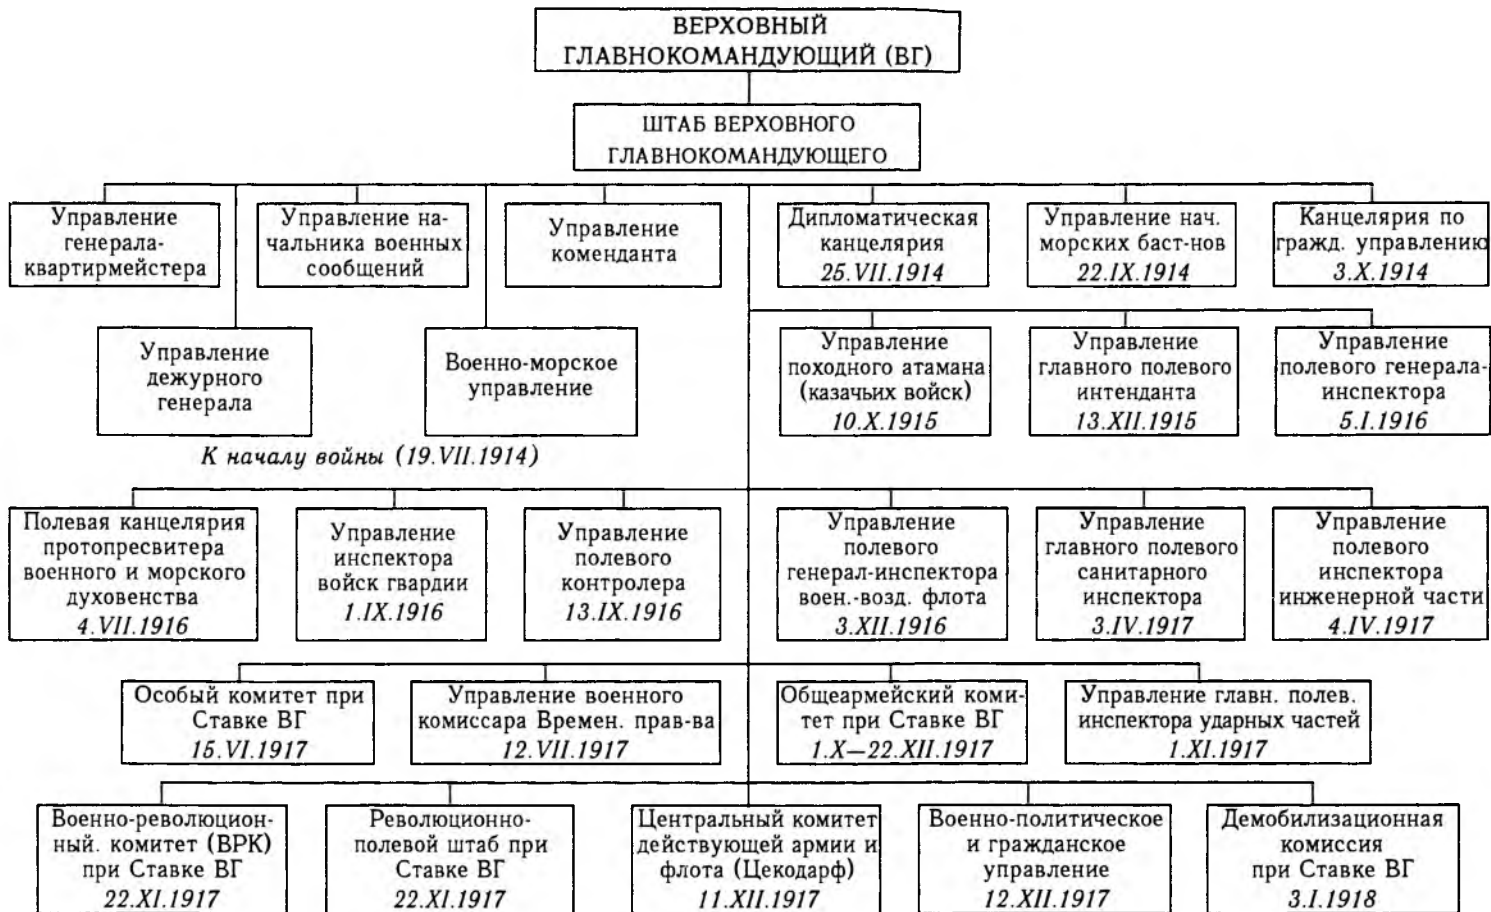 ВЕРХОВНЫЙ
ГЛАВНОКОМАНДУЮЩИЙ (ВГ)
ШТАБ ВЕРХОВНОГО
ГЛАВНОКОМАНДУЮЩЕГО
Управление
генерала-
квартирмейстера
Управление на-
чальника военных
сообщений
Управление
коменданта
Дипломатическая
канцелярия
25.VII.1914
Управление нач.
морских баст-нов
22.IX.1914
Канцелярия по
гражд. управлению
3.X.1914
Управление
дежурного
генерала
Военно-морское
управление
Управление
походного атамана
(казачьих войск)
10.X.1915
Управление
главного полевого
интенданта
13.XII.1915
Управление
полевого генерала-
инспектора
5.I.1916
К началу войны (19.VII.1914)
Полевая канцелярия
протопресвитера
военного и морского
духовенства
4.VII.1916
Управление
инспектора
войск гвардии
1.IX.1916
Управление
полевого
контролера
13.IX.1916
Управление
полевого
генерал-инспектора
воен.-возд. флота
3.XII.1916
Управление
главного полевого
санитарного
инспектора
3.IV.1917
Управление
полевого
инспектора
инженерной части
4.IV.1917
Особый комитет при
Ставке ВГ
15.VI.1917
Управление военного
комиссара Времен. прав-ва
12.VII.1917
Общеармейский коми-
тет при Ставке ВГ
1.X—22.XII.1917
Управление главн. полев.
инспектора ударных частей
1.XI.1917
Военно-революцион-
ный. комитет (ВРК)
при Ставке ВГ
22.XI.1917
Революционно-
полевой штаб при
Ставке ВГ
22.XI.1917
Центральный комитет
действующей армии и
флота (Цекодарф)
11.XII.1917
Военно-политическое
и гражданское
управление
12.XII.1917
Демобилизационная
комиссия
при Ставке ВГ
3.I.1918